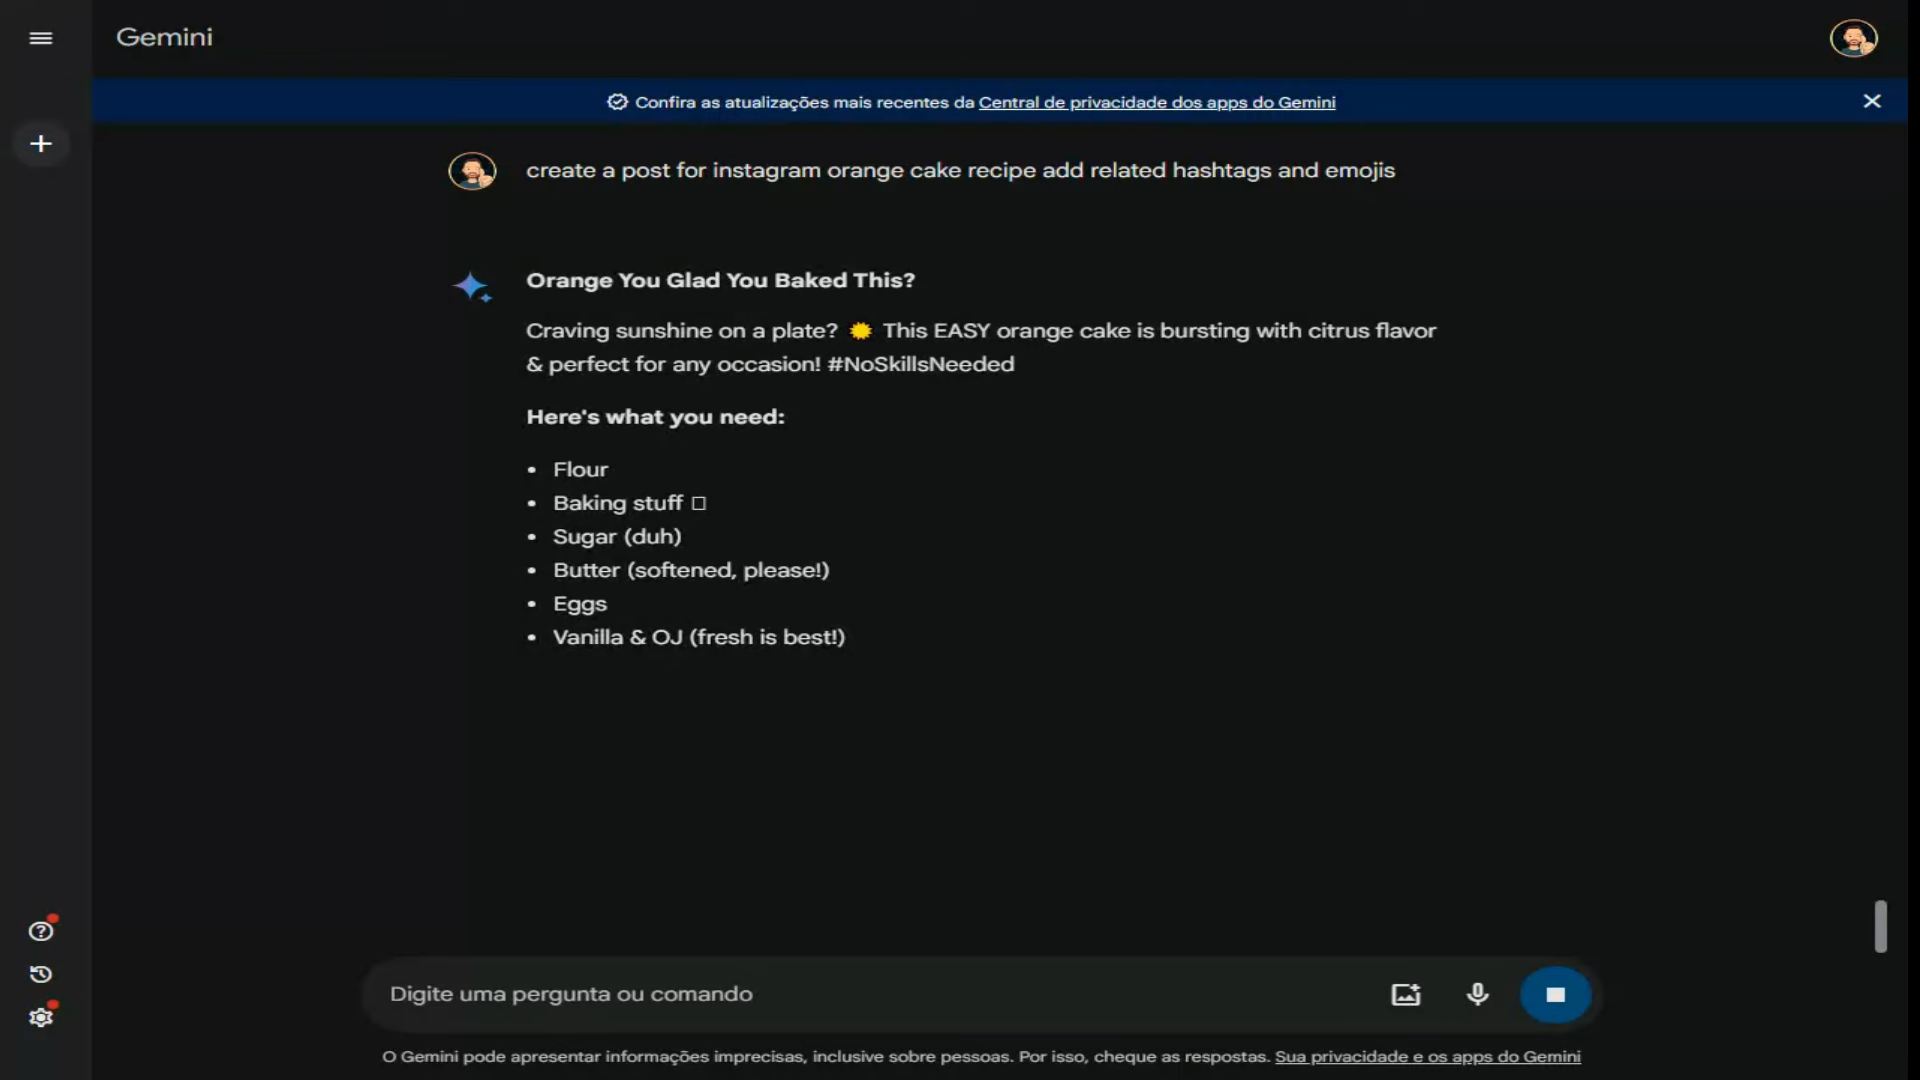 Gemini
Confira as atualizações mais recentes da Central de privacidade dos apps do Gemini
create a post for instagram orange cake recipe add related hashtags and emojis
Orange You Glad You Baked This?
Craving sunshine on a plate? ☀️ This EASY orange cake is bursting with citrus flavor
& perfect for any occasion! #NoSkillsNeeded
Here's what you need:
• Flour
• Baking stuff □
• Sugar (duh)
• Butter (softened, please!)
• Eggs
• Vanilla & OJ (fresh is best!)
Digite uma pergunta ou comando
O Gemini pode apresentar informações imprecisas, inclusive sobre pessoas. Por isso, cheque as respostas. Sua privacidade e os apps do Gemini